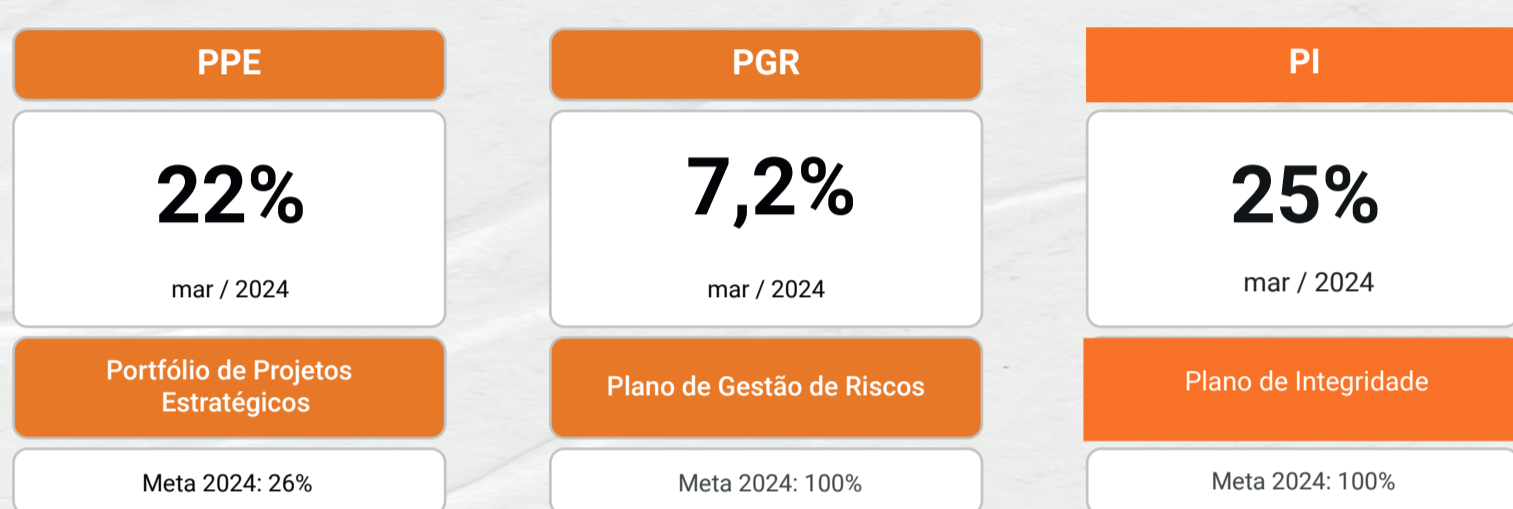 PPE
22%
mar / 2024
Portfólio de Projetos
Estratégicos
Meta 2024: 26%
PGR
7,2%
mar / 2024
Plano de Gestão de Riscos
Meta 2024: 100%
PI
25%
mar / 2024
Plano de Integridade
Meta 2024: 100%